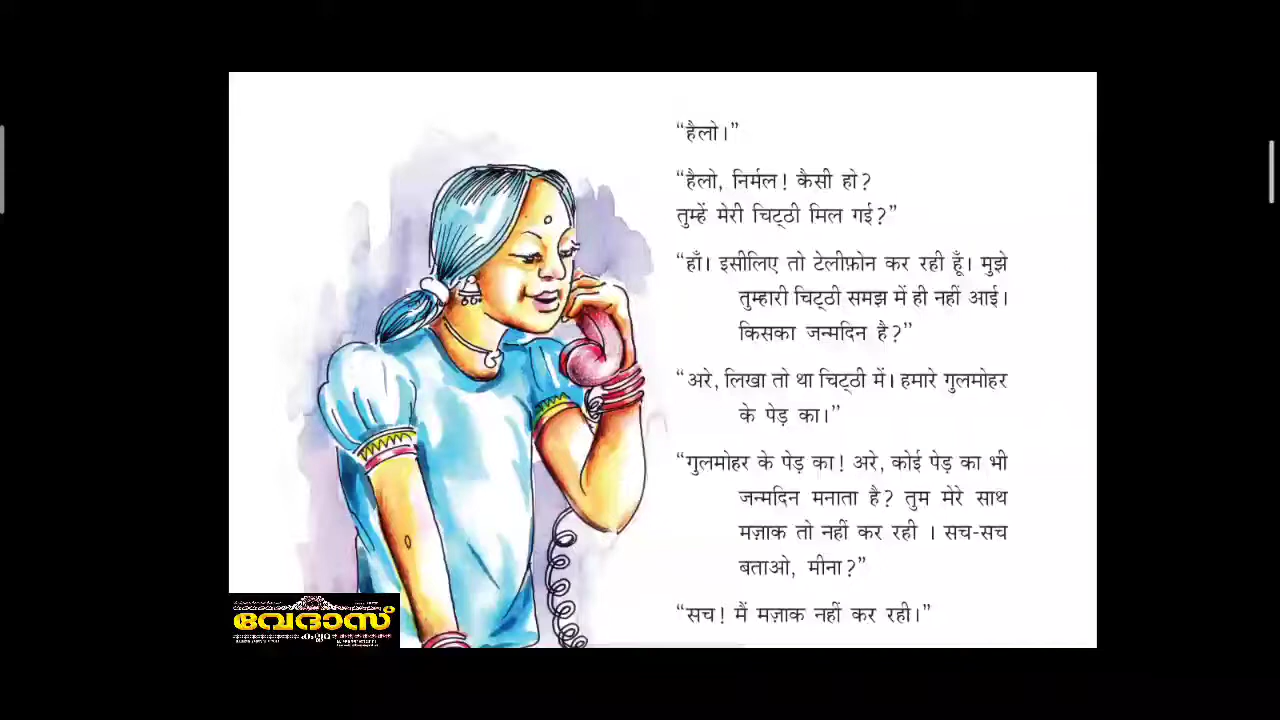 “हैलो।”
“हैलो, निर्मल! कैसी हो?
तुम्हें मेरी चिट्ठी मिल गई?”
“हाँ। इसीलिए तो टेलीफ़ोन कर रही हूँ। मुझे
तुम्हारी चिट्ठी समझ में ही नहीं आई।
किसका जन्मदिन है?”
“अरे, लिखा तो था चिट्ठी में। हमारे गुलमोहर
के पेड़ का।”
“गुलमोहर के पेड़ का! अरे, कोई पेड़ का भी
जन्मदिन मनाता है? तुम मेरे साथ
मज़ाक तो नहीं कर रही । सच-सच
बताओ, मीना?”
“सच! मैं मज़ाक नहीं कर रही।”
വേദാസ്